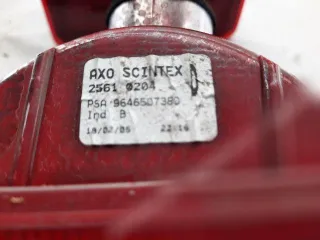 AXO SCINTEX
2561 0204
PSA 9646507380
Ind B
18/02/05 22:16